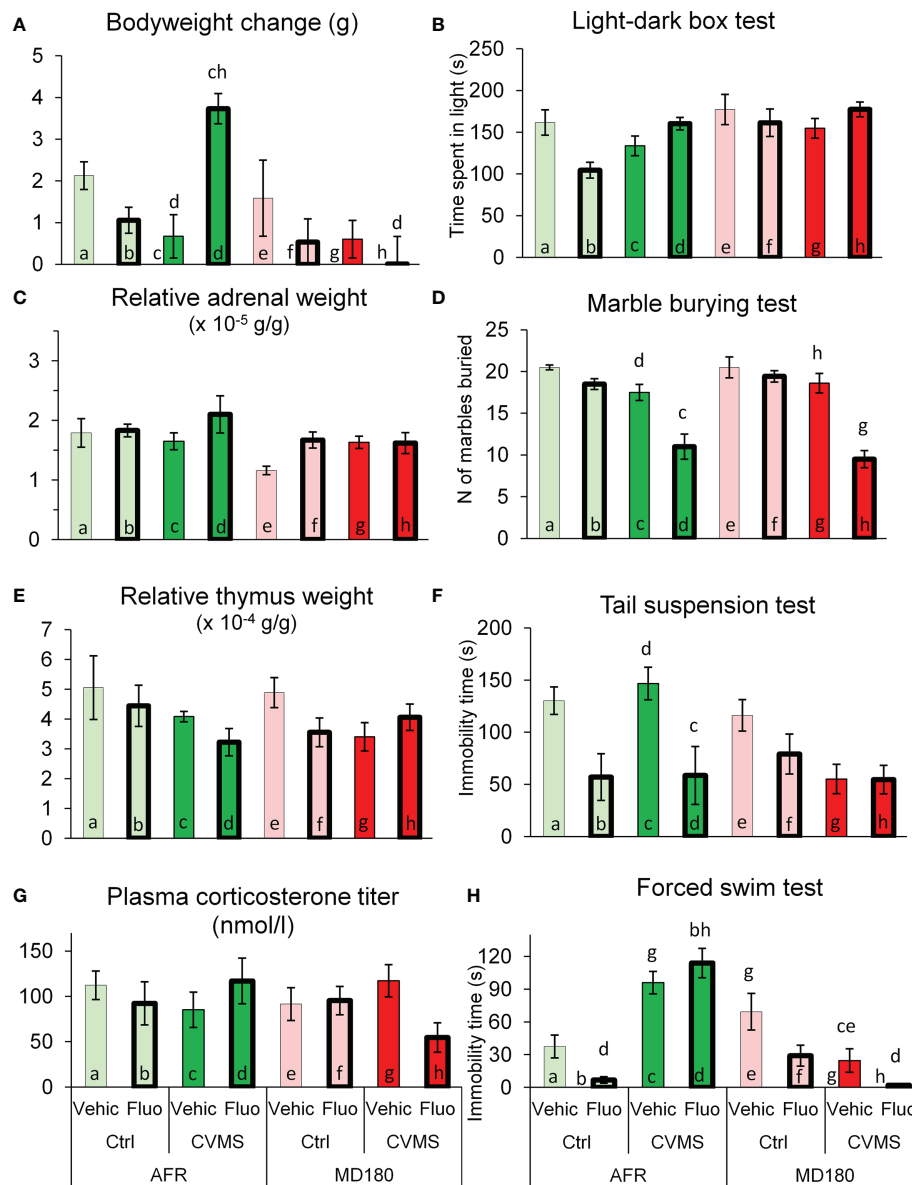 A Bodyweight change (g)
5
4
3
2
1
0
ch
d
d
a b c d e f g h
B Light-dark box test
Time spent in light (s)
250
200
150
100
50
0
a b c d e f g h
C Relative adrenal weight
(x 10-5 g/g)
3
2
1
0
a b c d e f g h
D Marble burying test
N of marbles buried
25
20
15
10
5
0
d
c
h
g
a b c d e f g h
E Relative thymus weight
(x 10-4 g/g)
7
6
5
4
3
2
1
0
a b c d e f g h
F Tail suspension test
Immobility time (s)
200
150
100
50
0
d
c
a b c d e f g h
G Plasma corticosterone titer
(nmol/l)
150
100
50
0
a b c d e f g h
Vehic Fluo Vehic Fluo Vehic Fluo Vehic Fluo
Ctrl CVMS Ctrl CVMS
AFR MD180
H Forced swim test
Immobility time (s)
120
90
60
30
0
d
g
bh
g
ce
d
a b c d e f g h
Vehic Fluo Vehic Fluo Vehic Fluo Vehic Fluo
Ctrl CVMS Ctrl CVMS
AFR MD180